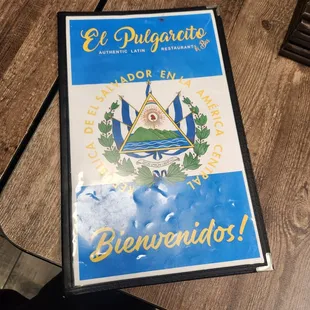 El Pulgarcito
AUTHENTIC LATIN RESTAURANT
REPUBLICA DE EL SALVADOR EN LA AMERICA CENTRAL
Bienvenidos!